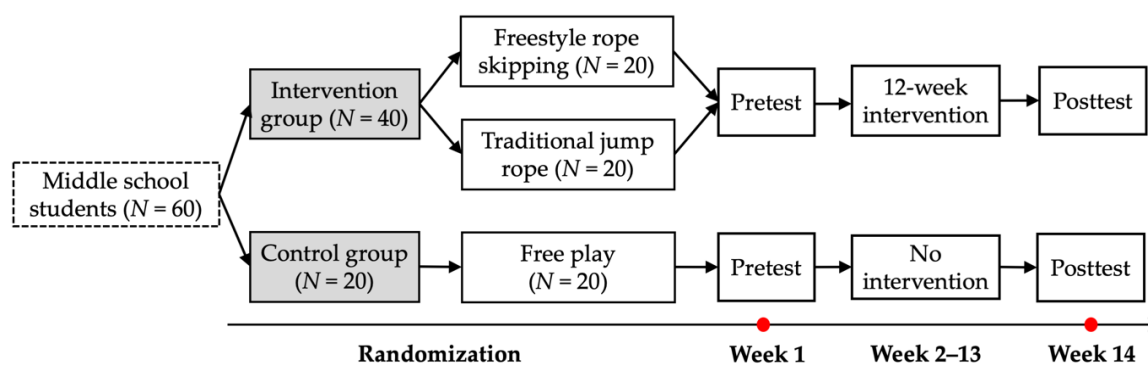 Freestyle rope
skipping (N = 20)
Intervention
group (N = 40)
Traditional jump
rope (N = 20)
Pretest
12-week
intervention
Posttest
Middle school
students (N = 60)
Control group
(N = 20)
Free play
(N = 20)
Pretest
No
intervention
Posttest
Randomization
Week 1
Week 2–13
Week 14